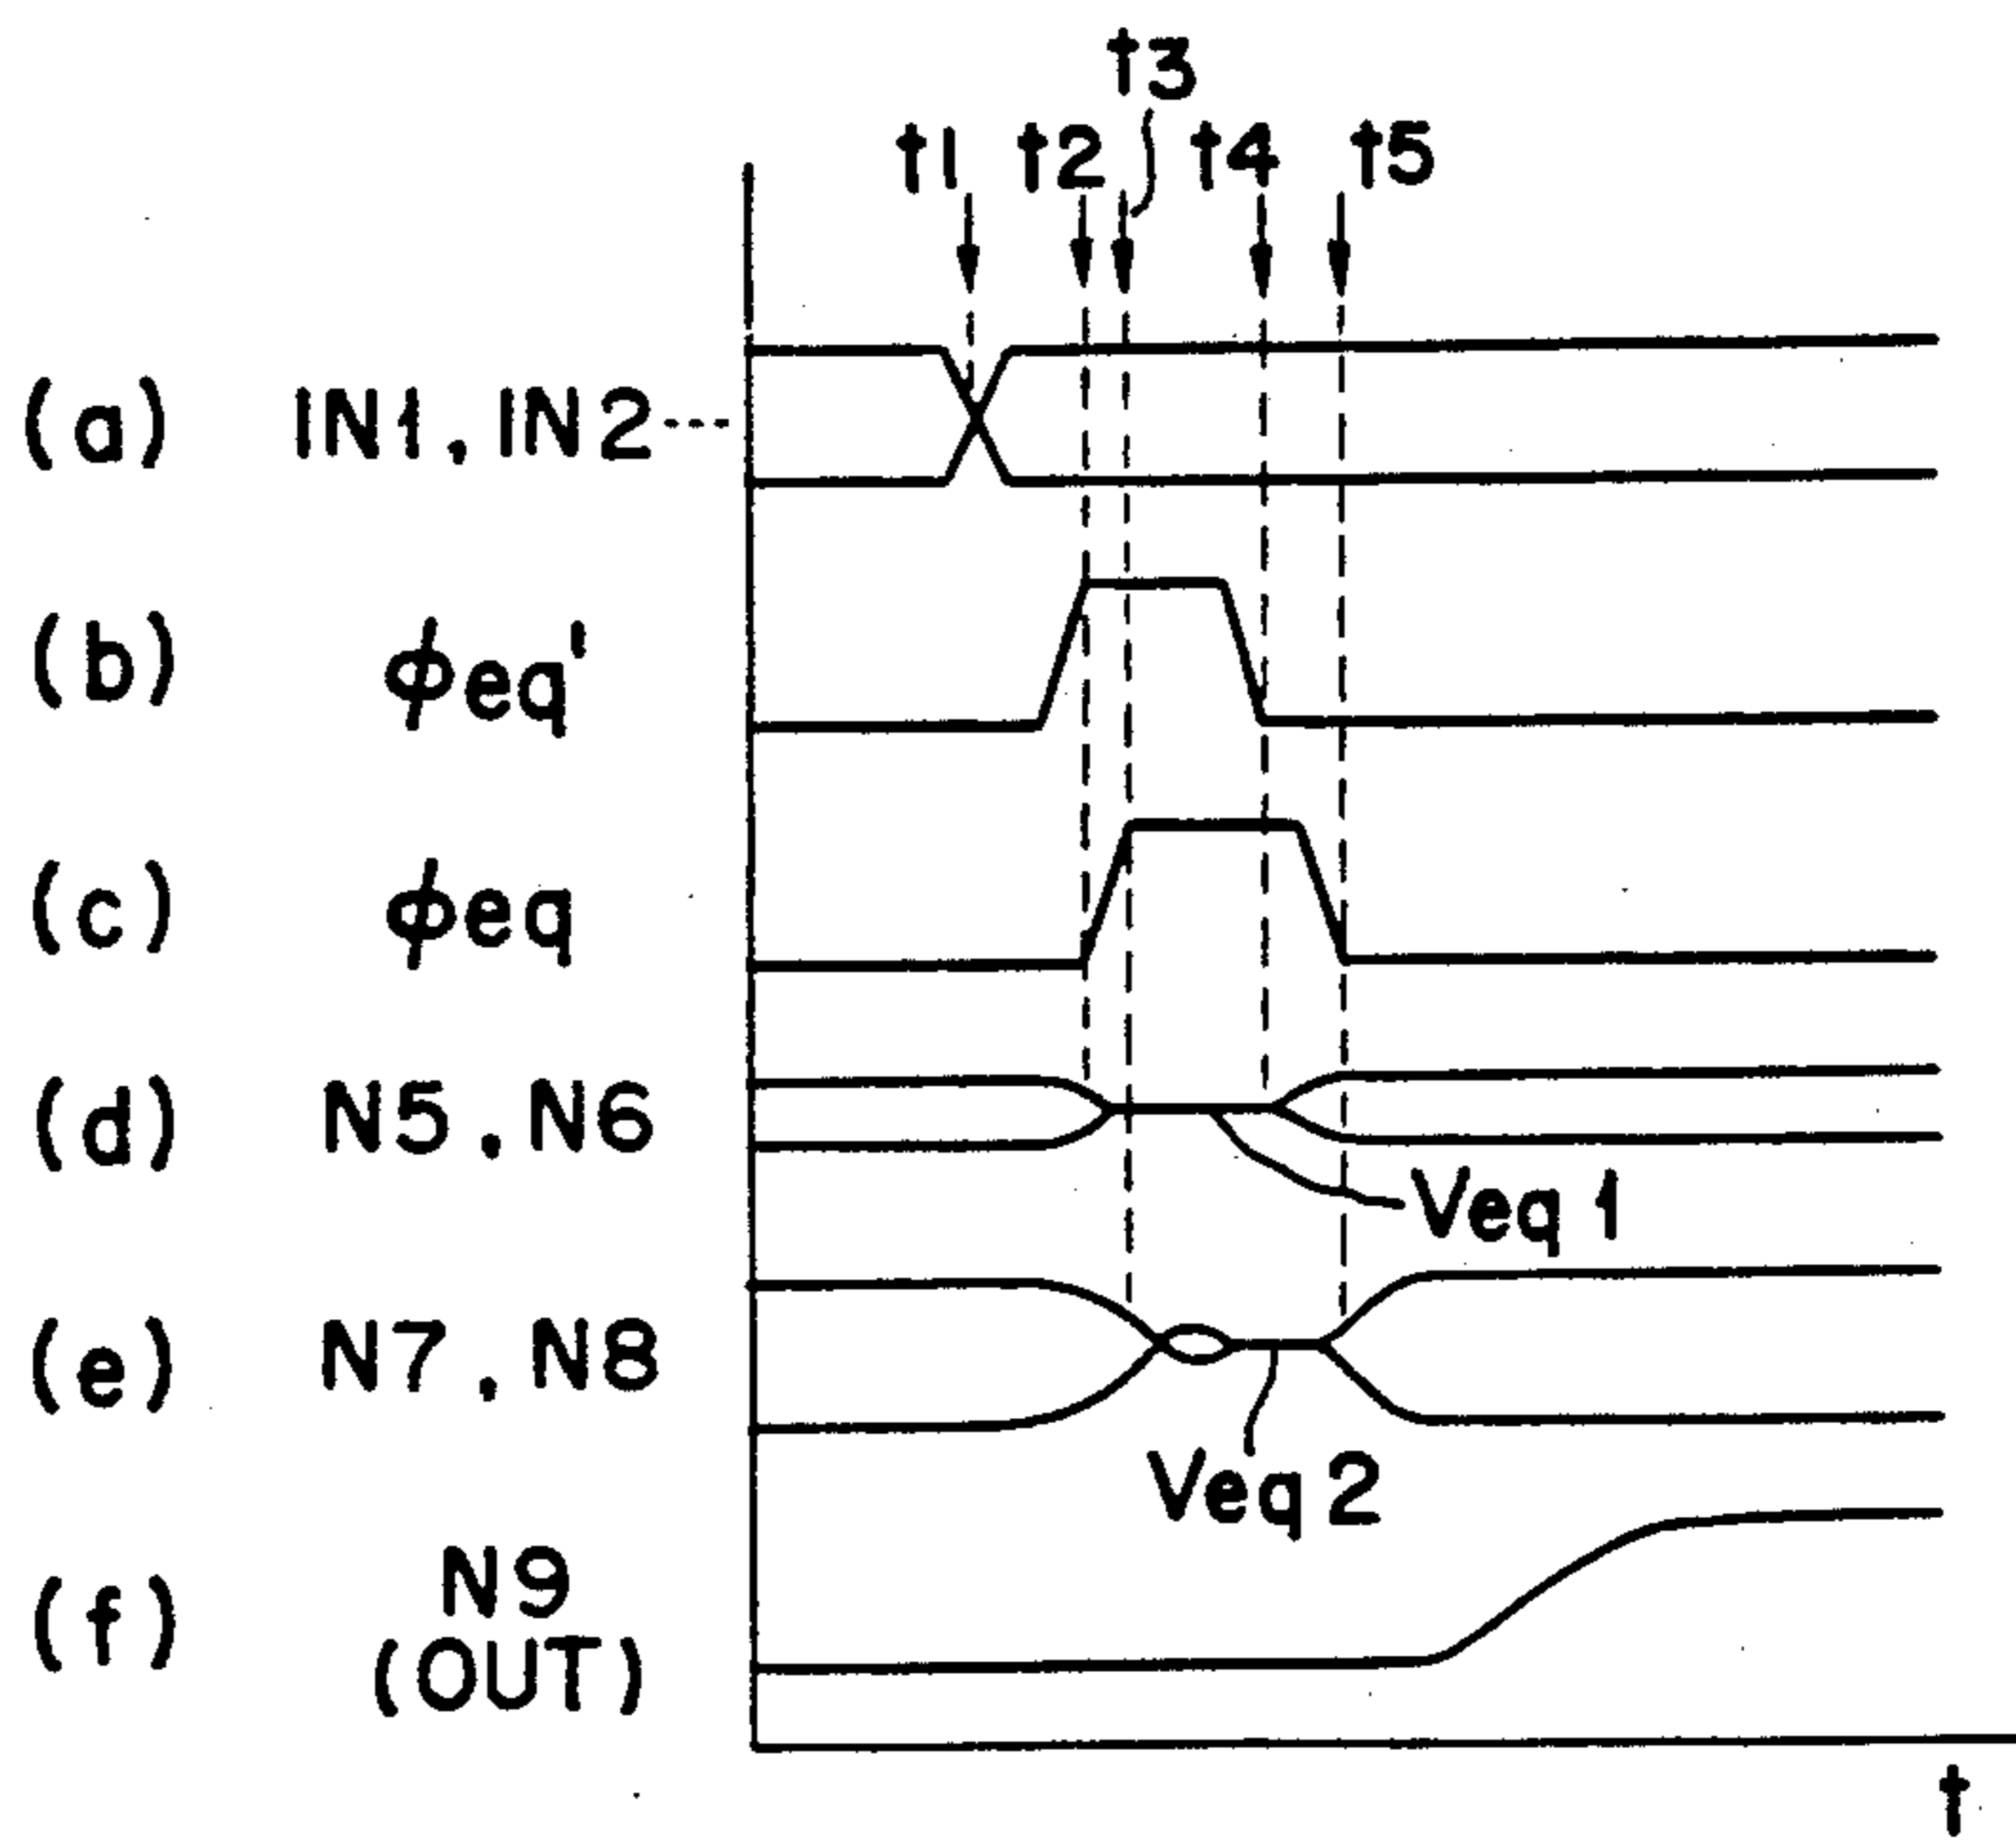 t3
t1 t2 t4 t5
(a) IN1, IN2---
(b) ϕeq'
(c) ϕeq
(d) N5, N6
Veq 1
(e) N7, N8
Veq 2
(f) N9
(OUT)
t